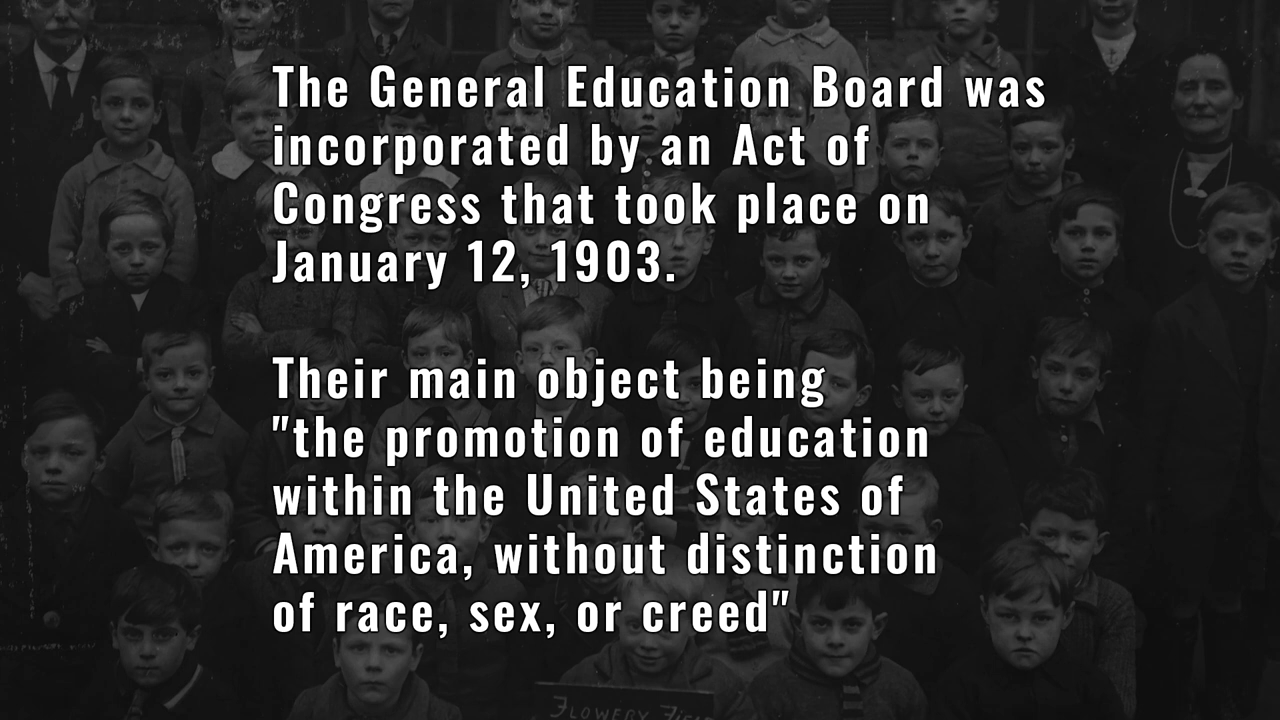 The General Education Board was
incorporated by an Act of
Congress that took place on
January 12, 1903.
Their main object being
"the promotion of education
within the United States of
America, without distinction
of race, sex, or creed"
FLOWERY FIELD